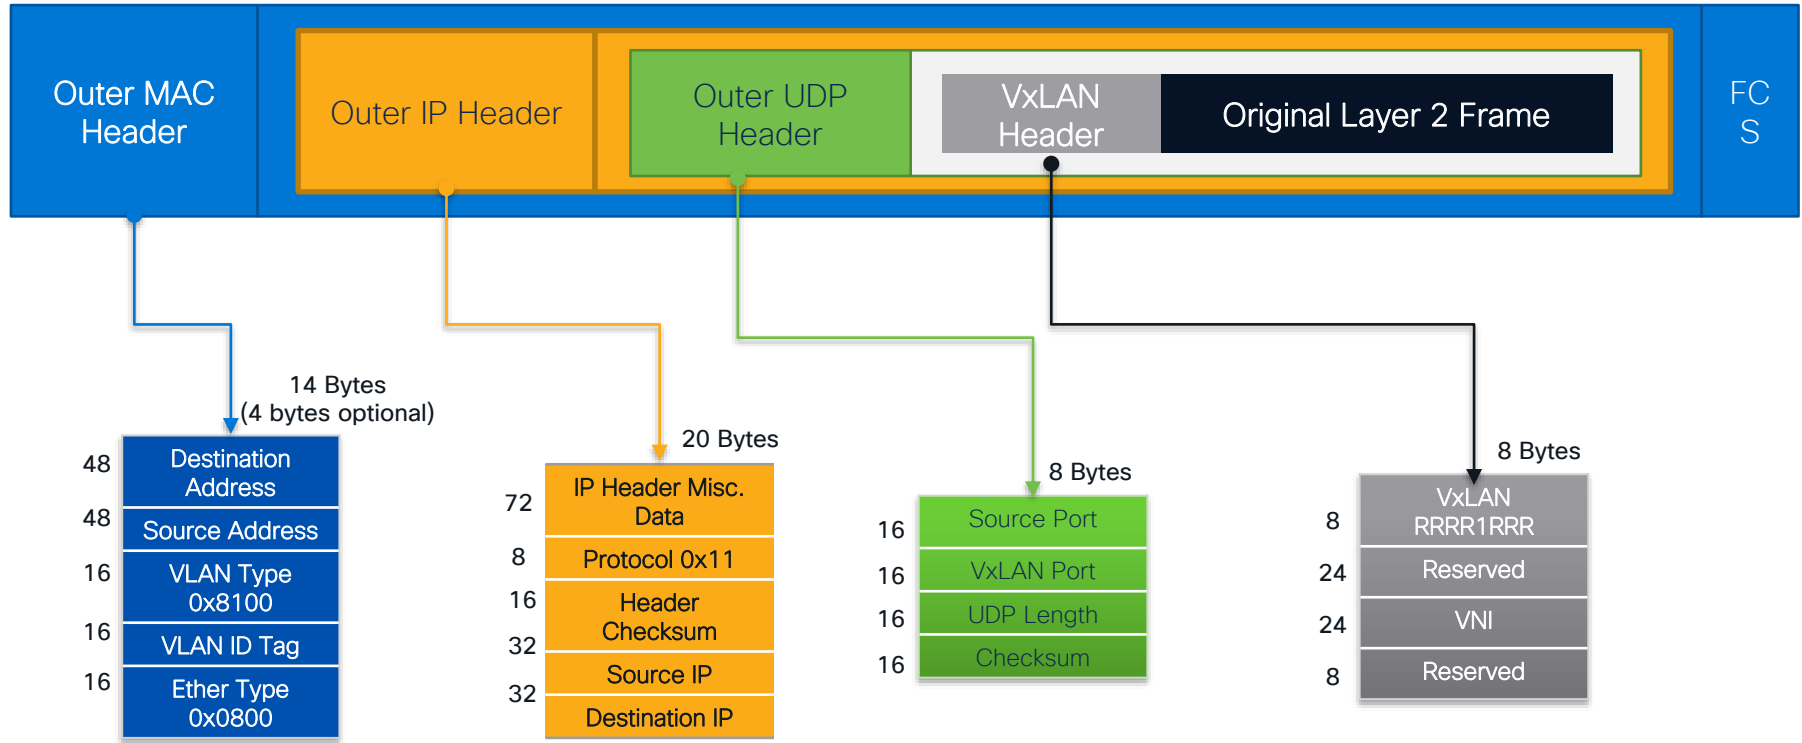 Outer MAC
Header
Outer IP Header
Outer UDP
Header
VxLAN
Header
Original Layer 2 Frame
FC
S
14 Bytes
(4 bytes optional)
48
Destination
Address
48
Source Address
16
VLAN Type
0x8100
16
VLAN ID Tag
16
Ether Type
0x0800
20 Bytes
72
IP Header Misc.
Data
8
Protocol 0x11
16
Header
Checksum
32
Source IP
32
Destination IP
8 Bytes
16
Source Port
16
VxLAN Port
16
UDP Length
16
Checksum
8 Bytes
8
VxLAN
RRRR1RRR
24
Reserved
24
VNI
8
Reserved